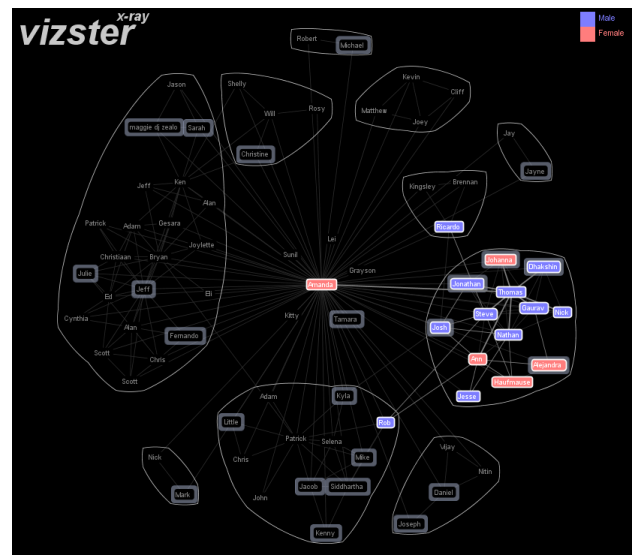 vizster x-ray
Male
Female
Robert
Michael
Kevin
Cliff
Matthew
Joey
Jason
Shelly
Will
Rosy
maggie dj zealo
Sarah
Christine
Jay
Jayne
Jeff
Ken
Alan
Kingsley
Brennan
Ricardo
Patrick
Adam
Gesara
Joylette
Lei
Sunil
Christiaan
Bryan
Julie
Jeff
Ed
Eli
Grayson
Amanda
Johanna
Dhakshin
Jonathan
Thomas
Gaurav
Nick
Steve
Josh
Nathan
Kitty
Tamara
Cynthia
Alan
Fernando
Scott
Chris
Scott
Ann
Alejandra
Haufmause
Jesse
Adam
Kyla
Little
Rob
Patrick
Selena
Chris
Mike
John
Jacob
Siddhartha
Kenny
Nick
Mark
Vijay
Nitin
Daniel
Joseph